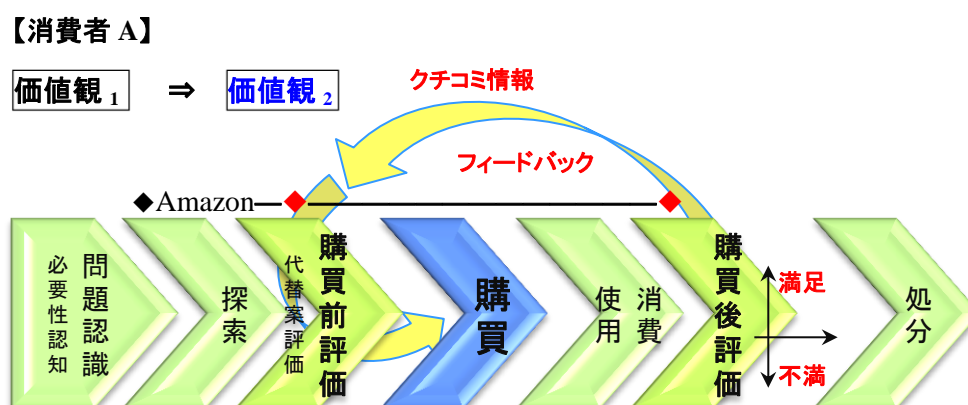 【消費者 A】
価値観 1 ⇒ 価値観 2
クチコミ情報
フィードバック
◆Amazon
問題認識
必要性認知
探索
購買前評価
代替案評価
購買
消費
使用
購買後評価
満足
不満
処分